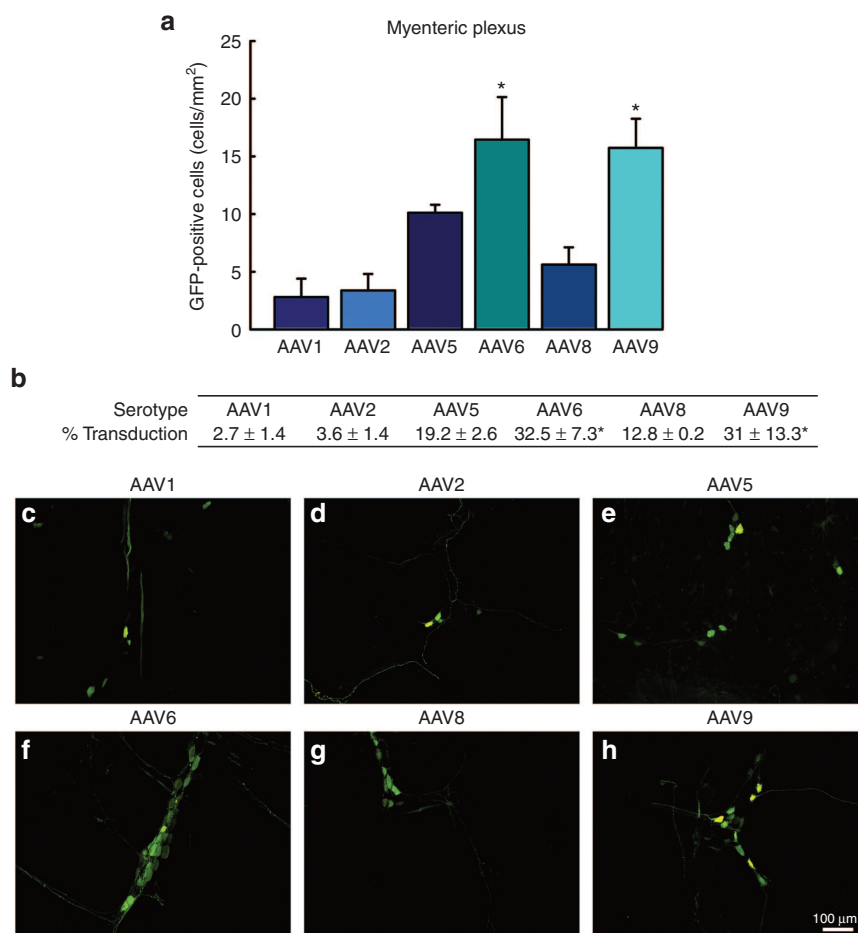 a
Myenteric plexus
GFP-positive cells (cells/mm²)
25
20
15
10
5
0
* *
AAV1 AAV2 AAV5 AAV6 AAV8 AAV9
b
Serotype AAV1 AAV2 AAV5 AAV6 AAV8 AAV9
% Transduction 2.7 ± 1.4 3.6 ± 1.4 19.2 ± 2.6 32.5 ± 7.3* 12.8 ± 0.2 31 ± 13.3*
AAV1 AAV2 AAV5
c d e
AAV6 AAV8 AAV9
f g h
100 µm